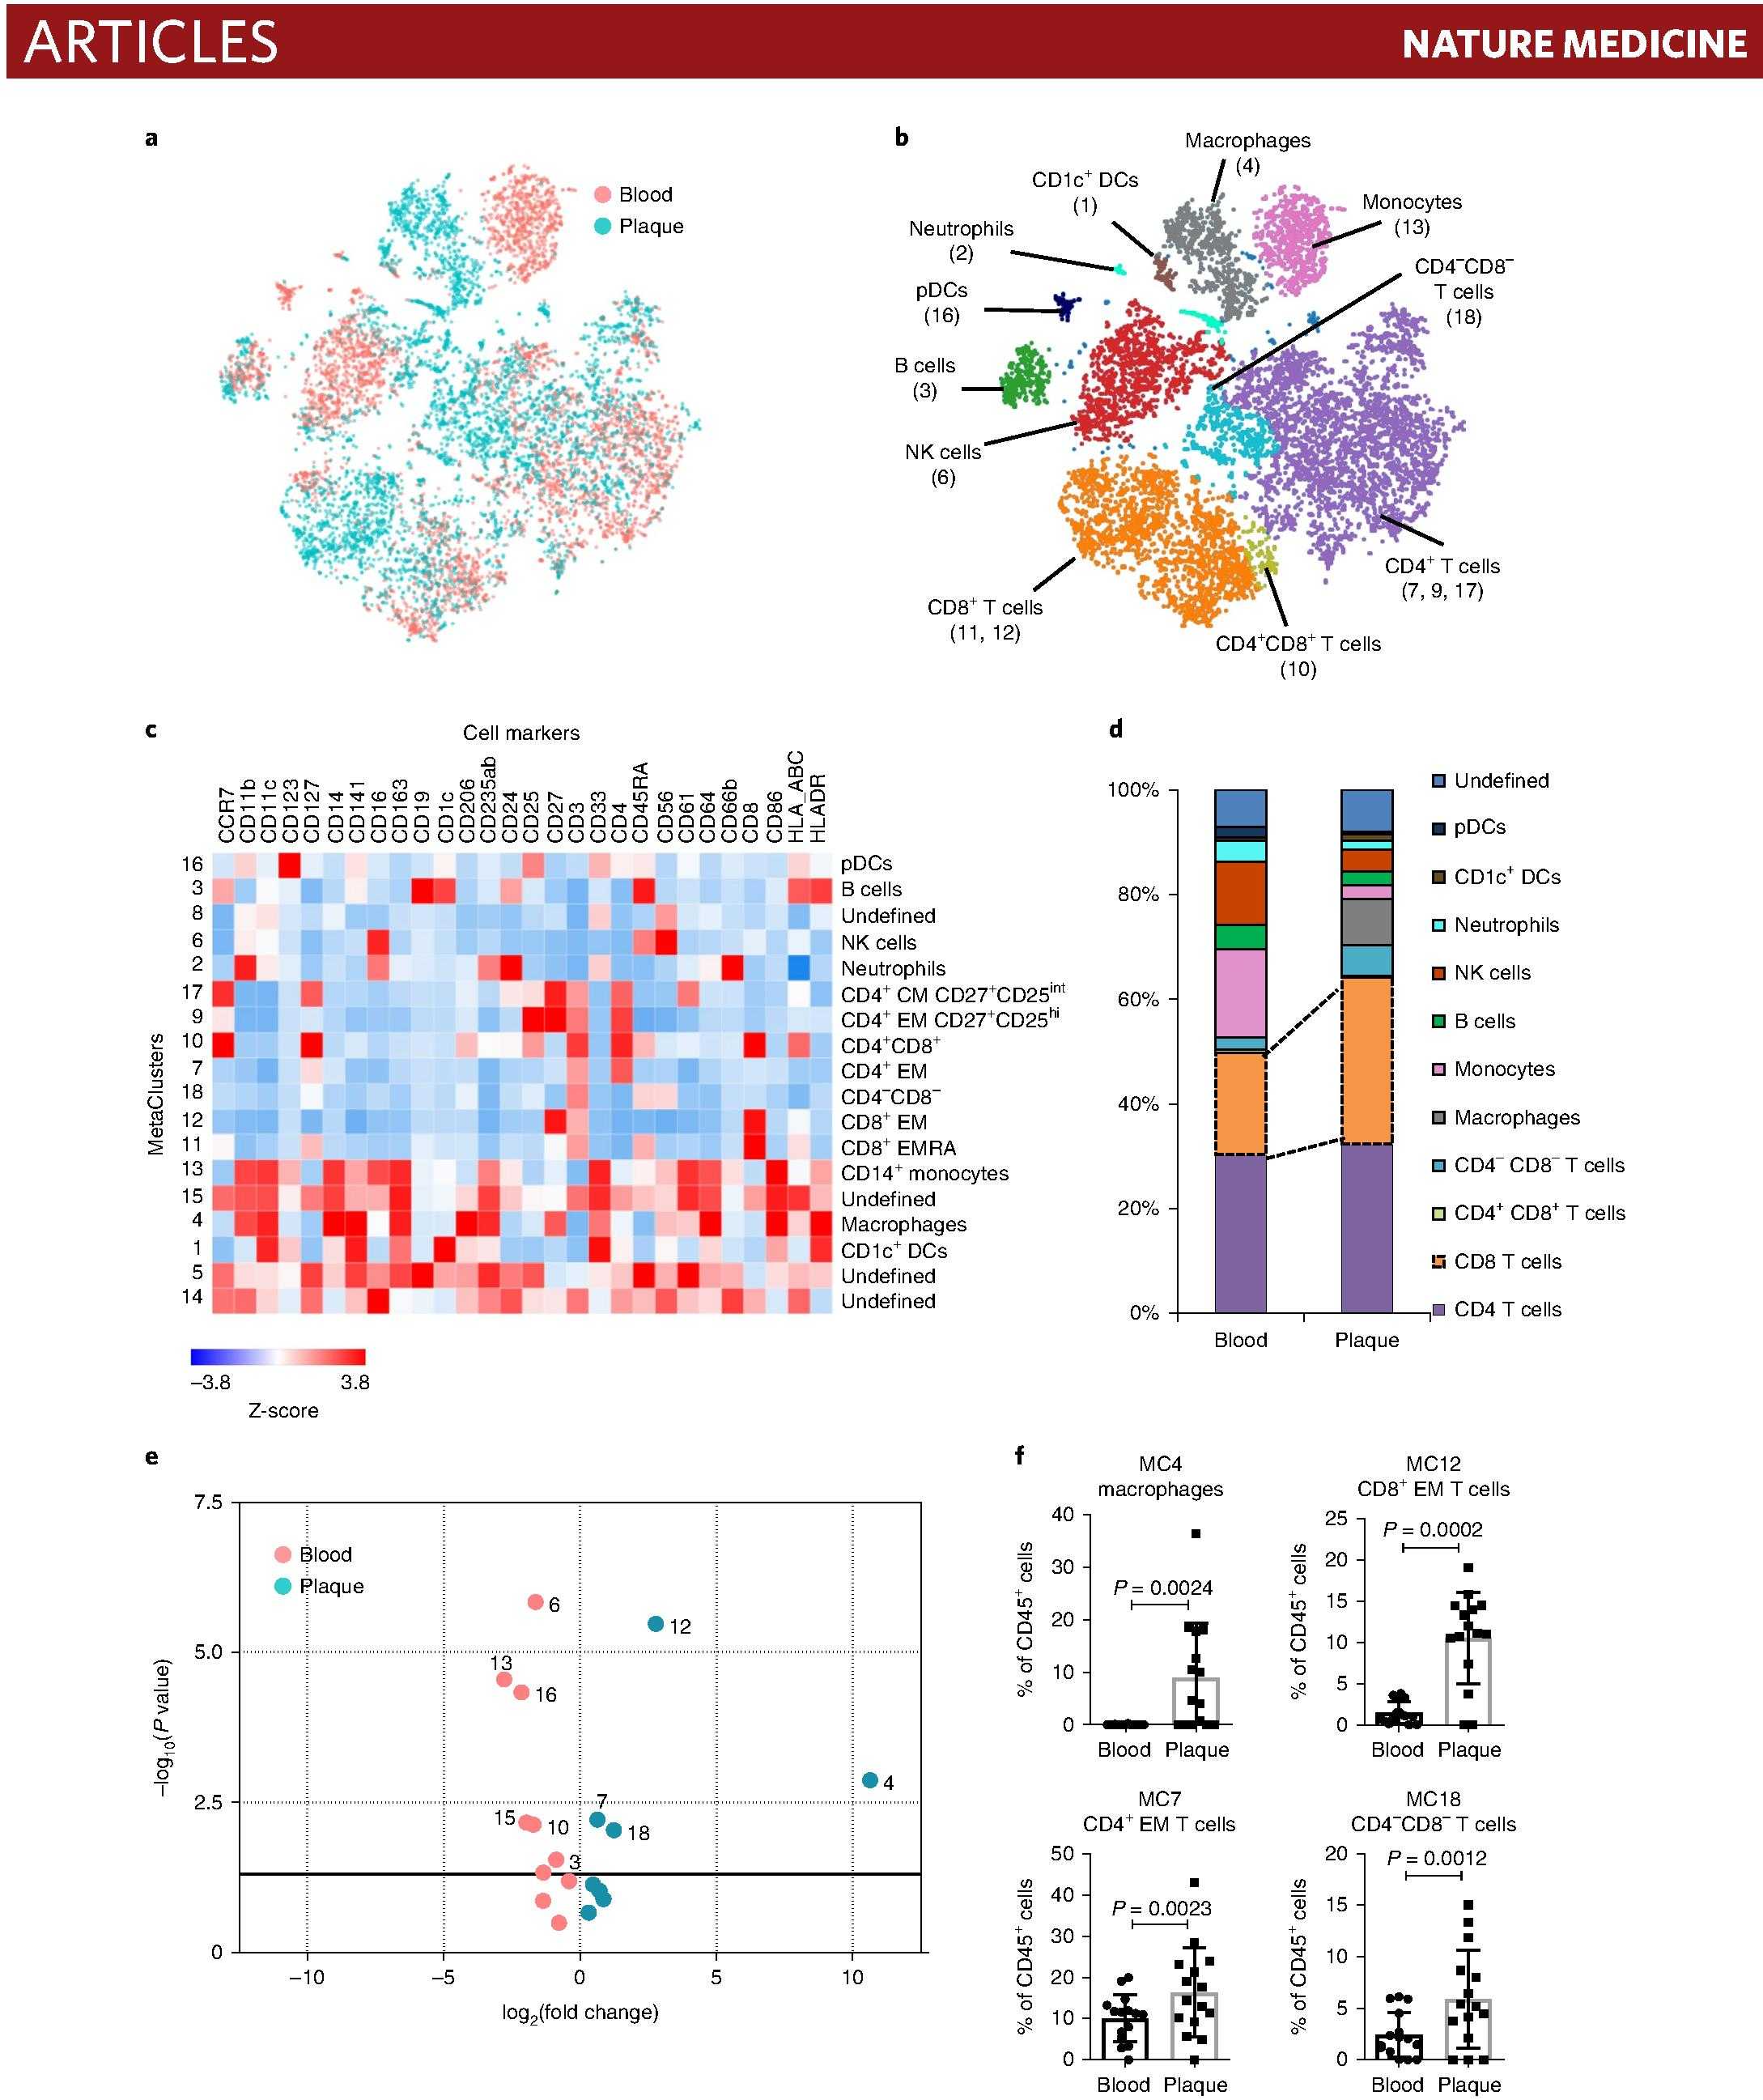 ARTICLES
NATURE MEDICINE
a
Blood
Plaque
b
Macrophages
(4)
CD1c⁺ DCs
(1)
Neutrophils
(2)
Monocytes
(13)
CD4⁻CD8⁻
T cells
(18)
pDCs
(16)
B cells
(3)
NK cells
(6)
CD4⁺ T cells
(7, 9, 17)
CD8⁺ T cells
(11, 12)
CD4⁺CD8⁺ T cells
(10)
c
Cell markers
CCR7 CD11b CD11c CD123 CD127 CD14 CD141 CD16 CD163 CD19 CD1c CD206 CD235ab CD24 CD25 CD27 CD3 CD33 CD4 CD45RA CD56 CD61 CD64 CD66b CD8 CD86 HLA_ABC HLADR
MetaClusters
16 pDCs
3 B cells
8 Undefined
6 NK cells
2 Neutrophils
17 CD4⁺ CM CD27⁺CD25ⁱⁿᵗ
9 CD4⁺ EM CD27⁺CD25ʰⁱ
10 CD4⁺CD8⁺
7 CD4⁺ EM
18 CD4⁻CD8⁻
12 CD8⁺ EM
11 CD8⁺ EMRA
13 CD14⁺ monocytes
15 Undefined
4 Macrophages
1 CD1c⁺ DCs
5 Undefined
14 Undefined
–3.8 3.8
Z-score
d
100%
80%
60%
40%
20%
0%
Blood Plaque
Undefined
pDCs
CD1c⁺ DCs
Neutrophils
NK cells
B cells
Monocytes
Macrophages
CD4⁻ CD8⁻ T cells
CD4⁺ CD8⁺ T cells
CD8 T cells
CD4 T cells
e
–log₁₀(P value)
7.5
5.0
2.5
0
Blood
Plaque
6
12
13
16
4
7
15 10 18
3
–10 –5 0 5 10
log₂(fold change)
f
MC4
macrophages
% of CD45⁺ cells
40
30
20
10
0
P = 0.0024
Blood Plaque
MC12
CD8⁺ EM T cells
% of CD45⁺ cells
25
20
15
10
5
0
P = 0.0002
Blood Plaque
MC7
CD4⁺ EM T cells
% of CD45⁺ cells
50
40
30
20
10
0
P = 0.0023
Blood Plaque
MC18
CD4⁻CD8⁻ T cells
% of CD45⁺ cells
20
15
10
5
0
P = 0.0012
Blood Plaque